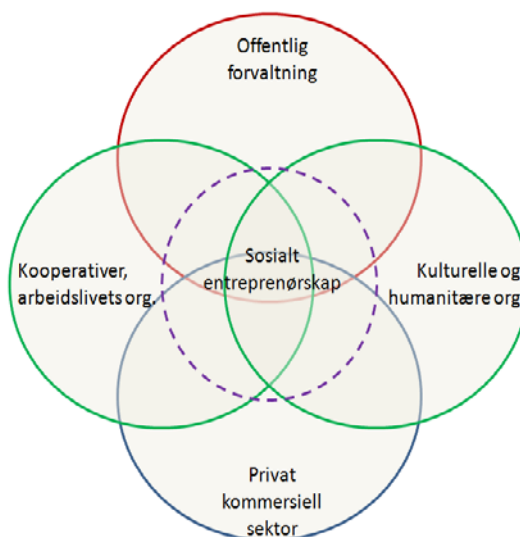 Offentlig
forvaltning
Kooperativer,
arbeidslivets org.
Sosialt
entreprenørskap
Kulturelle og
humanitære org
Privat
kommersiell
sektor